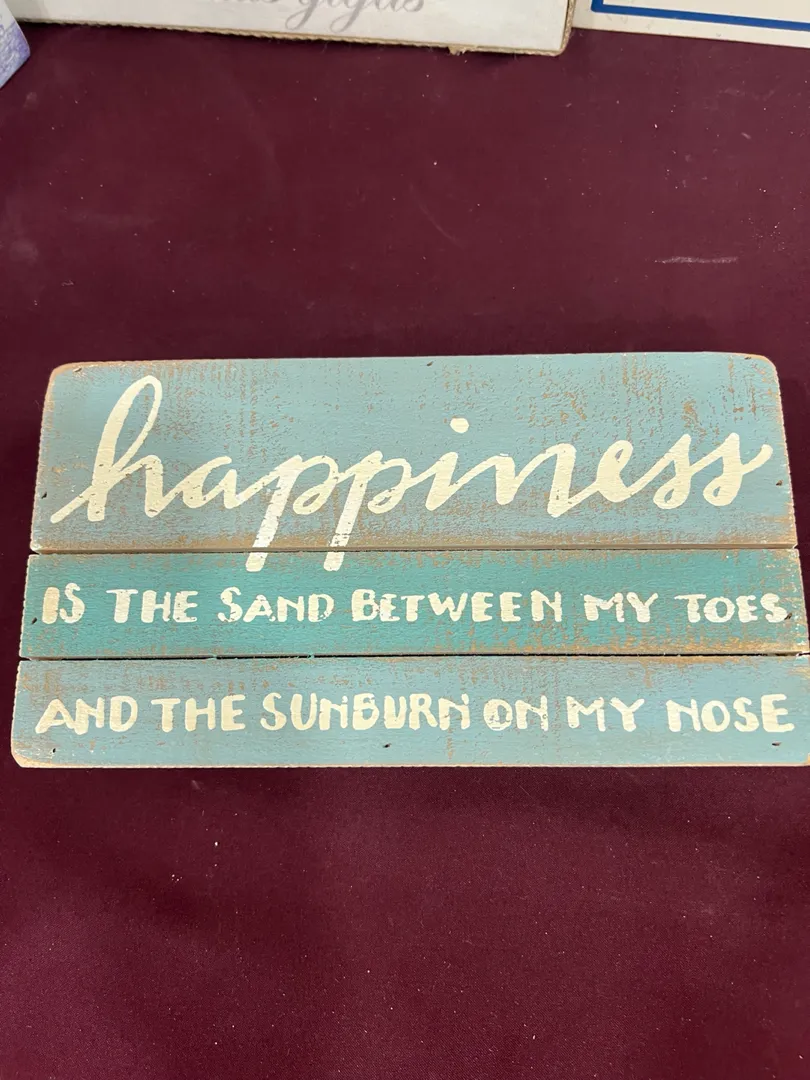 happiness
IS THE SAND BETWEEN MY TOES
AND THE SUNBURN ON MY NOSE